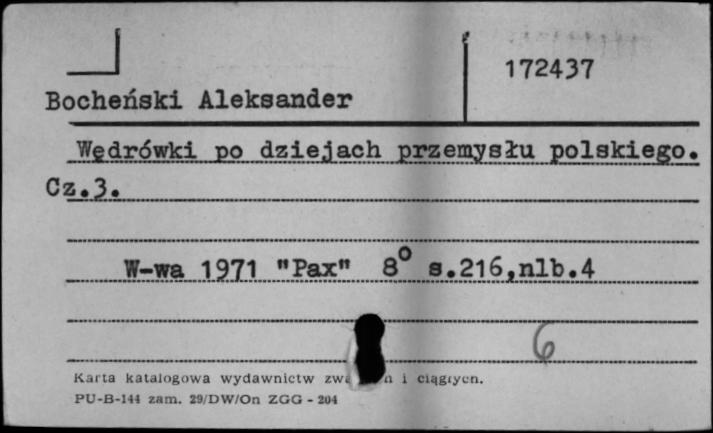 172437
Bocheński Aleksander
Wędrówki po dziejach przemysłu polskiego.
Cz.3.
W-wa 1971 "Pax" 8° s.216,nlb.4
6
Karta katalogowa wydawnictw i ciągłych.
PU-B-144 zam. 29/DW/On ZGG - 204